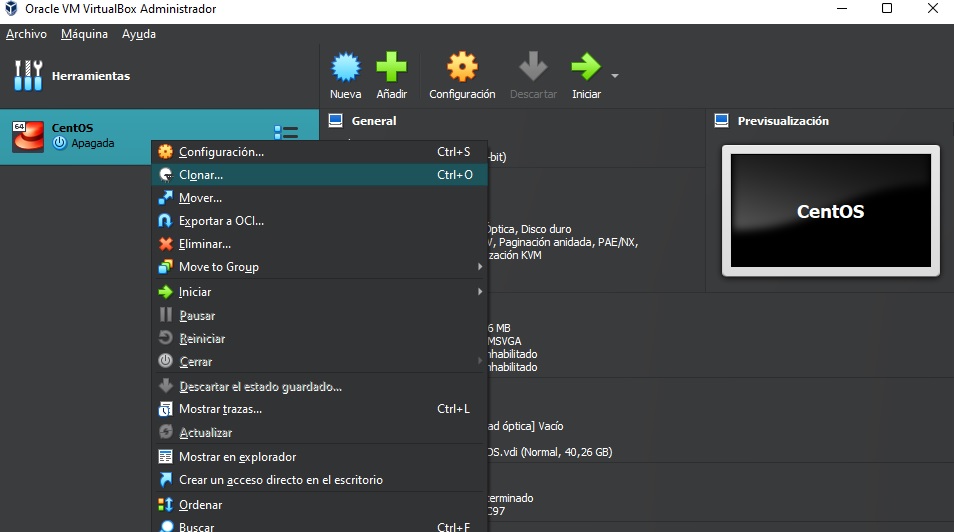 Oracle VM VirtualBox Administrador
Archivo Máquina Ayuda
Herramientas
Nueva Añadir Configuración Descartar Iniciar
64 CentOS
Apagada
General
Previsualización
CentOS
Configuración... Ctrl+S
Clonar... Ctrl+O
Mover...
Exportar a OCI...
Eliminar...
Move to Group
Iniciar
Pausar
Reiniciar
Cerrar
Descartar el estado guardado...
Mostrar trazas... Ctrl+L
Actualizar
Mostrar en explorador
Crear un acceso directo en el escritorio
Ordenar
Buscar Ctrl+F
-bit)
Óptica, Disco duro
, Paginación anidada, PAE/NX,
ización KVM
6 MB
MSVGA
nhabilitado
nhabilitado
ad óptica] Vacío
OS.vdi (Normal, 40,26 GB)
terminado
C97